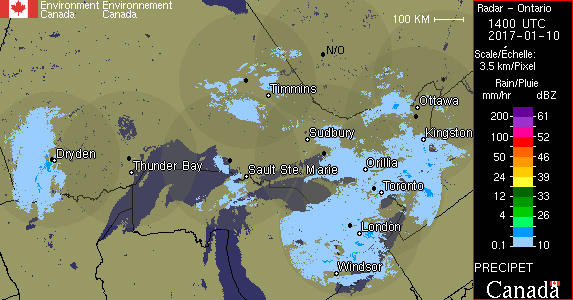 Environment Environnement
Canada Canada
100 KM
N/O
Timmins
Ottawa
Sudbury
Kingston
Dryden
Thunder Bay
Sault Ste. Marie
Orillia
Toronto
London
Windsor
Radar - Ontario
1400 UTC
2017-01-10
Scale/Échelle:
3.5 km/Pixel
Rain/Pluie
mm/hr dBZ
200 61
100 52
50 46
24 39
12 33
4 26
0.1 10
PRECIPET
Canada